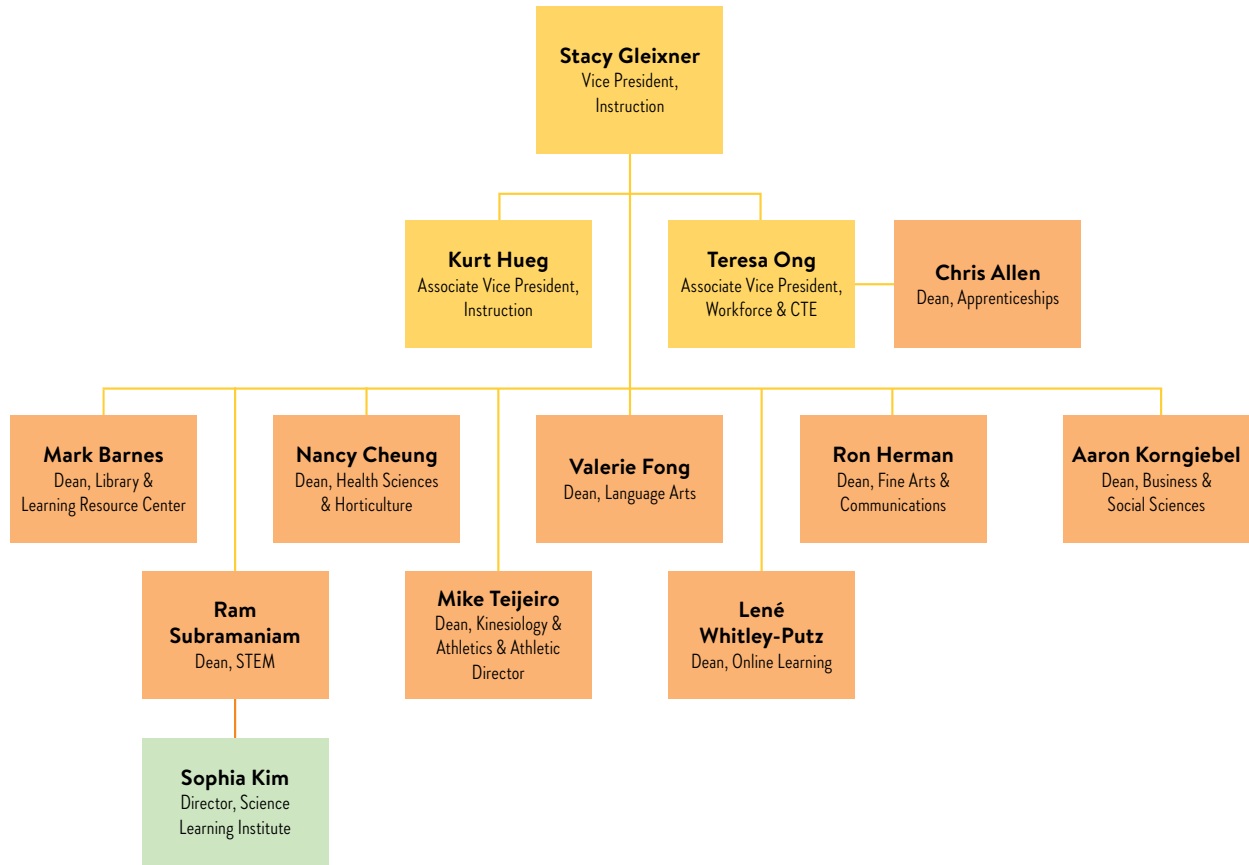 Stacy Gleixner
Vice President,
Instruction
Kurt Hueg
Associate Vice President,
Instruction
Teresa Ong
Associate Vice President,
Workforce & CTE
Chris Allen
Dean, Apprenticeships
Mark Barnes
Dean, Library &
Learning Resource Center
Nancy Cheung
Dean, Health Sciences
& Horticulture
Valerie Fong
Dean, Language Arts
Ron Herman
Dean, Fine Arts &
Communications
Aaron Korngiebel
Dean, Business &
Social Sciences
Ram
Subramaniam
Dean, STEM
Mike Teijeiro
Dean, Kinesiology &
Athletics & Athletic
Director
Lené
Whitley-Putz
Dean, Online Learning
Sophia Kim
Director, Science
Learning Institute